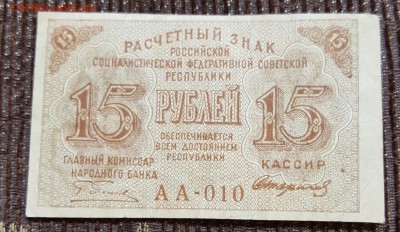 15 РАСЧЕТНЫЙ ЗНАК 15
РОССИЙСКОЙ
СОЦИАЛИСТИЧЕСКОЙ ФЕДЕРАТИВНОЙ СОВЕТСКОЙ
РЕСПУБЛИКИ
15 РУБЛЕЙ 15
ОБЕСПЕЧИВАЕТСЯ
ВСЕМ ДОСТОЯНИЕМ
РЕСПУБЛИКИ
ГЛАВНЫЙ КОМИССАР
НАРОДНОГО БАНКА
КАССИР
АА-010